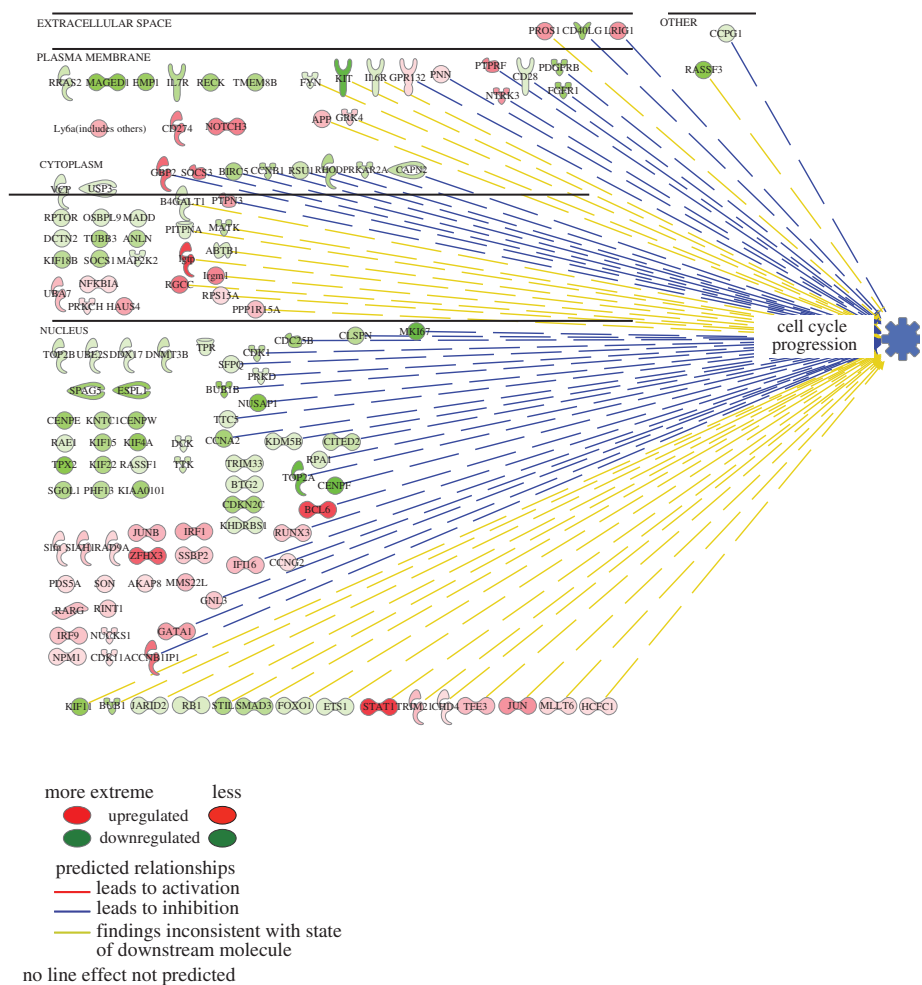 EXTRACELLULAR SPACE
OTHER
PROS1 CD40LG LRIG1
CCPG1
PLASMA MEMBRANE
RRAS2 MAGED1 EMP1 IL7R RECK TMEM8B FYN KIT IL6R GPR132 PNN PTPRF CD28 PDGFRB RASSF3
NTRK3 FGFR1
Ly6a(includes others) CD274 NOTCH3 APP GRK4
CYTOPLASM
GBP2 SOCS3 BIRC5 CCNB1 RSU1 RHOD PRKAR2A CAPN2
VCP USP3 B4GALT1 PTPN3
RPTOR OSBPL9 MADD PITPNA MATK
DCTN2 TUBB3 ANLN ABTB1
KIF18B SOCS1 MAP2K2 Igtp
NFKBIA Irgm1
UBA7 RGCC RPS15A
PRKCH HAUS4 PPP1R15A
NUCLEUS
cell cycle
progression
CDC25B CLSPN MKI67
TOP2B UBE2S DDX17 DNMT3B TPR CDK1
SFPQ PRKD
SPAG5 ESPL1 BUB1B
NUSAP1
CENPE KNTC1 CENPW TTC5
RAE1 KIF15 KIF4A DCK CCNA2 KDM5B CITED2
TPX2 KIF22 RASSF1 TTK TRIM33 RPA1
TOP2A
SGOL1 PHF13 KIAA0101 BTG2 CENPF
CDKN2C BCL6
KHDRBS1
JUNB IRF1 RUNX3
SIAH1 RAD9A ZFHX3 SSBP2 IFI16 CCNG2
PDS5A SON AKAP8 MMS22L
GNL3
RARG RINT1
IRF9 NUCKS1 GATA1
NPM1 CDK11A CCNB1IP1
KIF11 BUB1 JARID2 RB1 STIL SMAD3 FOXO1 ETS1 STAT1 TRIM21 CHD4 TFE3 JUN MLLT6 HCFC1
more extreme less
upregulated
downregulated
predicted relationships
leads to activation
leads to inhibition
findings inconsistent with state
of downstream molecule
no line effect not predicted